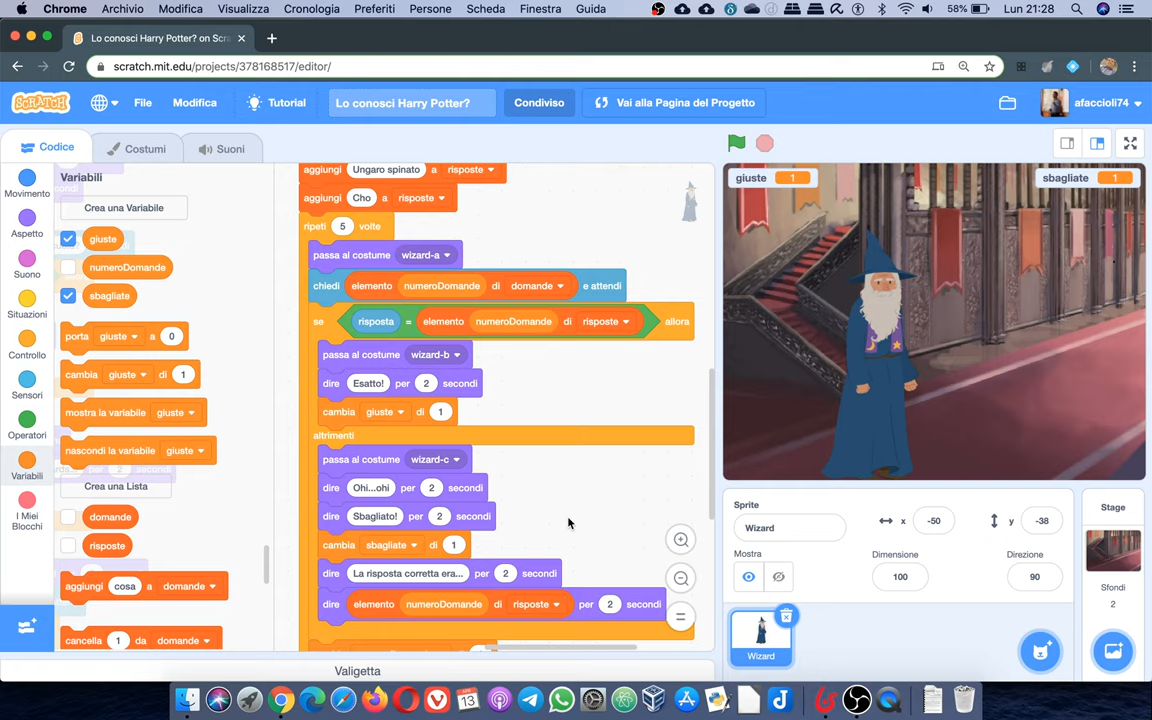 Chrome Archivio Modifica Visualizza Cronologia Preferiti Persone Scheda Finestra Guida 58% Lun 21:28
Lo conosci Harry Potter? on Scra
scratch.mit.edu/projects/378168517/editor/
SCRATCH File Modifica Tutorial Lo conosci Harry Potter? Condiviso Vai alla Pagina del Progetto afaccioli74
Codice Costumi Suoni
Movimento
Aspetto
Suono
Situazioni
Controllo
Sensori
Operatori
Variabili
I Miei
Blocchi
Variabili
Crea una Variabile
giuste
numeroDomande
sbagliate
porta giuste a 0
cambia giuste di 1
mostra la variabile giuste
nascondi la variabile giuste
Crea una Lista
domande
risposte
aggiungi cosa a domande
cancella 1 da domande
aggiungi Ungaro spinato a risposte
aggiungi Cho a risposte
ripeti 5 volte
passa al costume wizard-a
chiedi elemento numeroDomande di domande e attendi
se risposta = elemento numeroDomande di risposte allora
passa al costume wizard-b
dire Esatto! per 2 secondi
cambia giuste di 1
altrimenti
passa al costume wizard-c
dire Ohi...ohi per 2 secondi
dire Sbagliato! per 2 secondi
cambia sbagliate di 1
dire La risposta corretta era... per 2 secondi
dire elemento numeroDomande di risposte per 2 secondi
Valigetta
giuste 1
sbagliate 1
Sprite
Wizard x -50 y -38
Mostra Dimensione Direzione
100 90
Wizard
Stage
Sfondi
2
APR
13